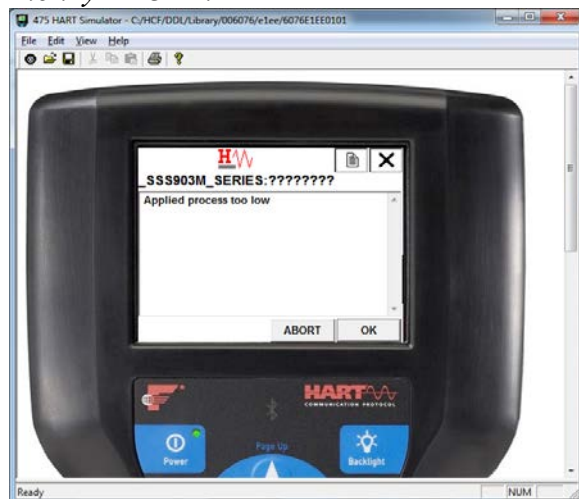 475 HART Simulator - C:/HCF/DDL/Library/006076/e1ee/6076E1EE0101
File Edit View Help
H
_SSS903M_SERIES:????????
Applied process too low
ABORT OK
HART
COMMUNICATION PROTOCOL
Power
Page Up
Backlight
Ready NUM